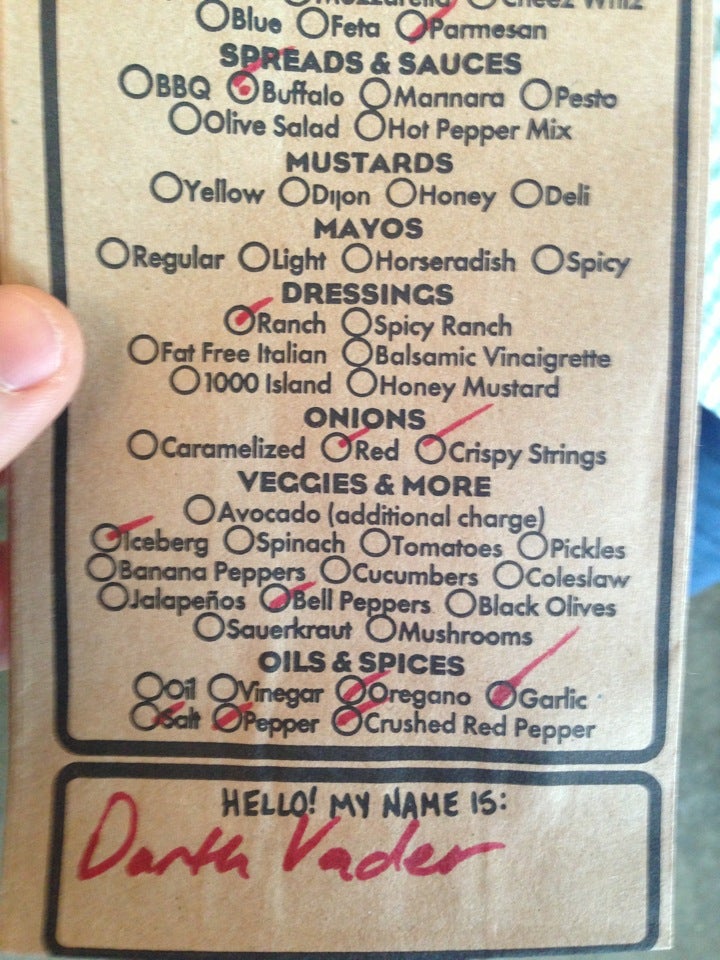 Mozzarella Cheez Whiz
Blue Feta Parmesan
SPREADS & SAUCES
BBQ Buffalo Marinara Pesto
Olive Salad Hot Pepper Mix
MUSTARDS
Yellow Dijon Honey Deli
MAYOS
Regular Light Horseradish Spicy
DRESSINGS
Ranch Spicy Ranch
Fat Free Italian Balsamic Vinaigrette
1000 Island Honey Mustard
ONIONS
Caramelized Red Crispy Strings
VEGGIES & MORE
Avocado (additional charge)
Iceberg Spinach Tomatoes Pickles
Banana Peppers Cucumbers Coleslaw
Jalapeños Bell Peppers Black Olives
Sauerkraut Mushrooms
OILS & SPICES
Oil Vinegar Oregano Garlic
Salt Pepper Crushed Red Pepper
HELLO! MY NAME IS:
Darth Vader